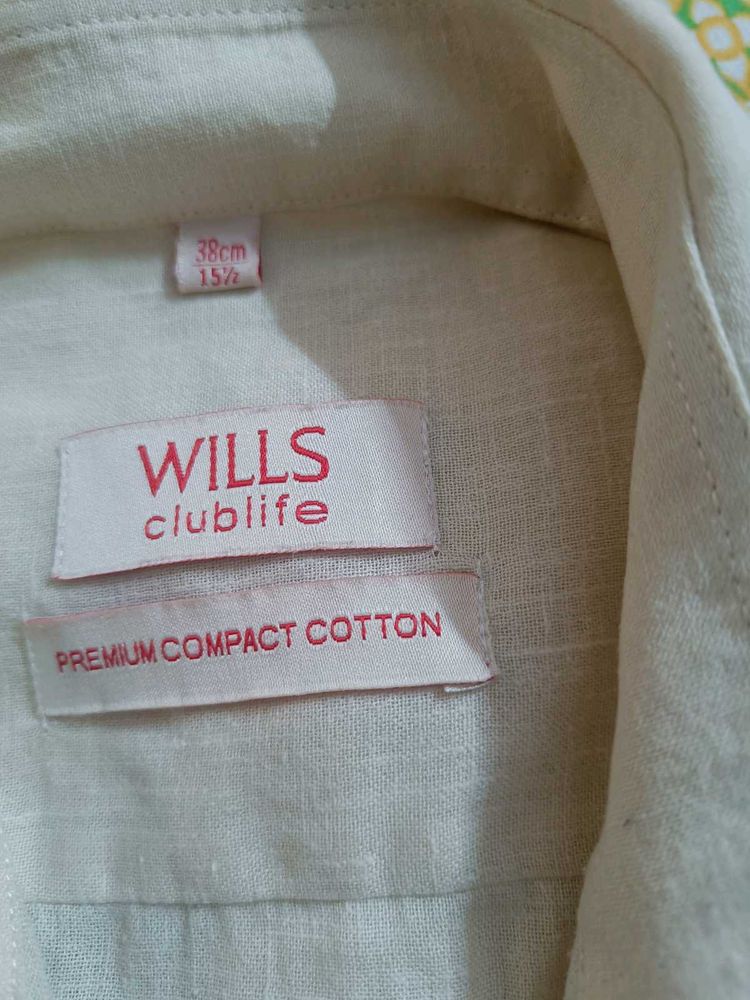 38cm
15½
WILLS
clublife
PREMIUM COMPACT COTTON